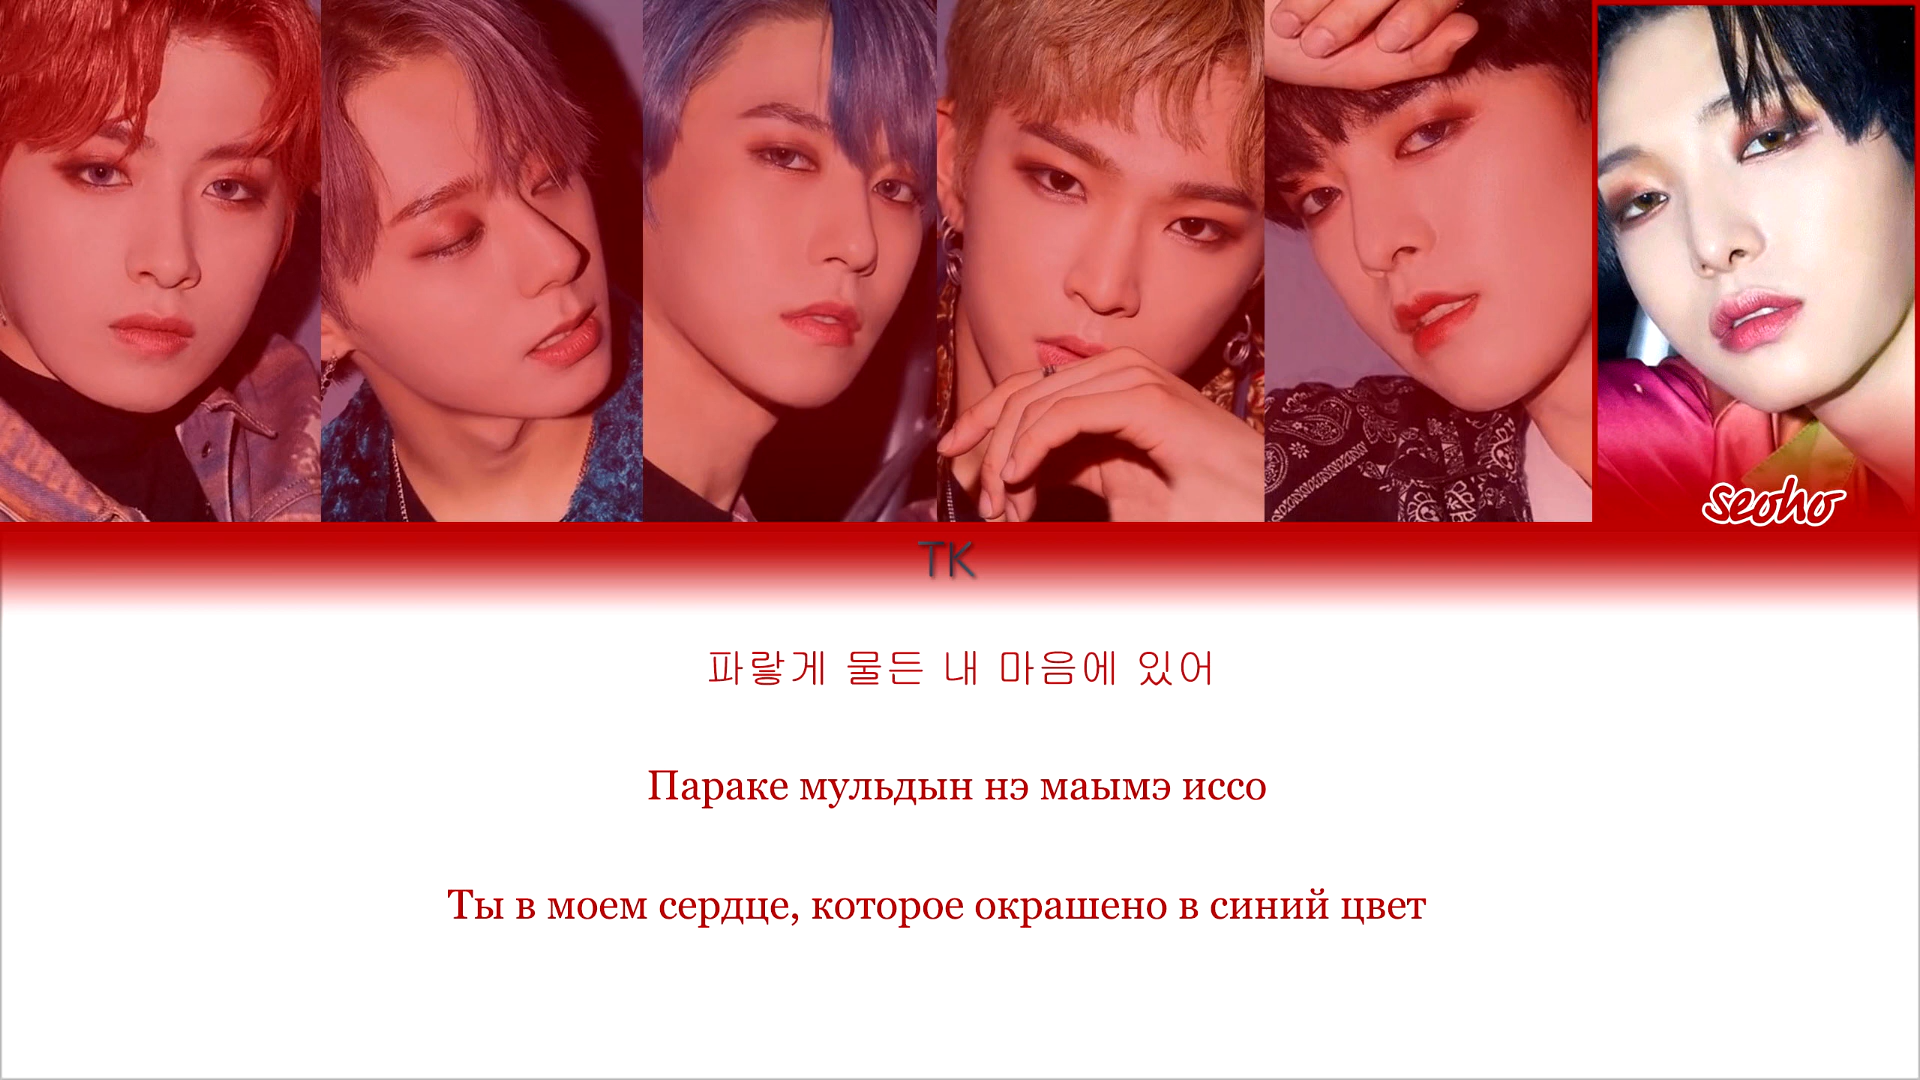 seoho
TK
파랗게 물든 내 마음에 있어
Параке мульдын нэ маымэ иссо
Ты в моем сердце, которое окрашено в синий цвет